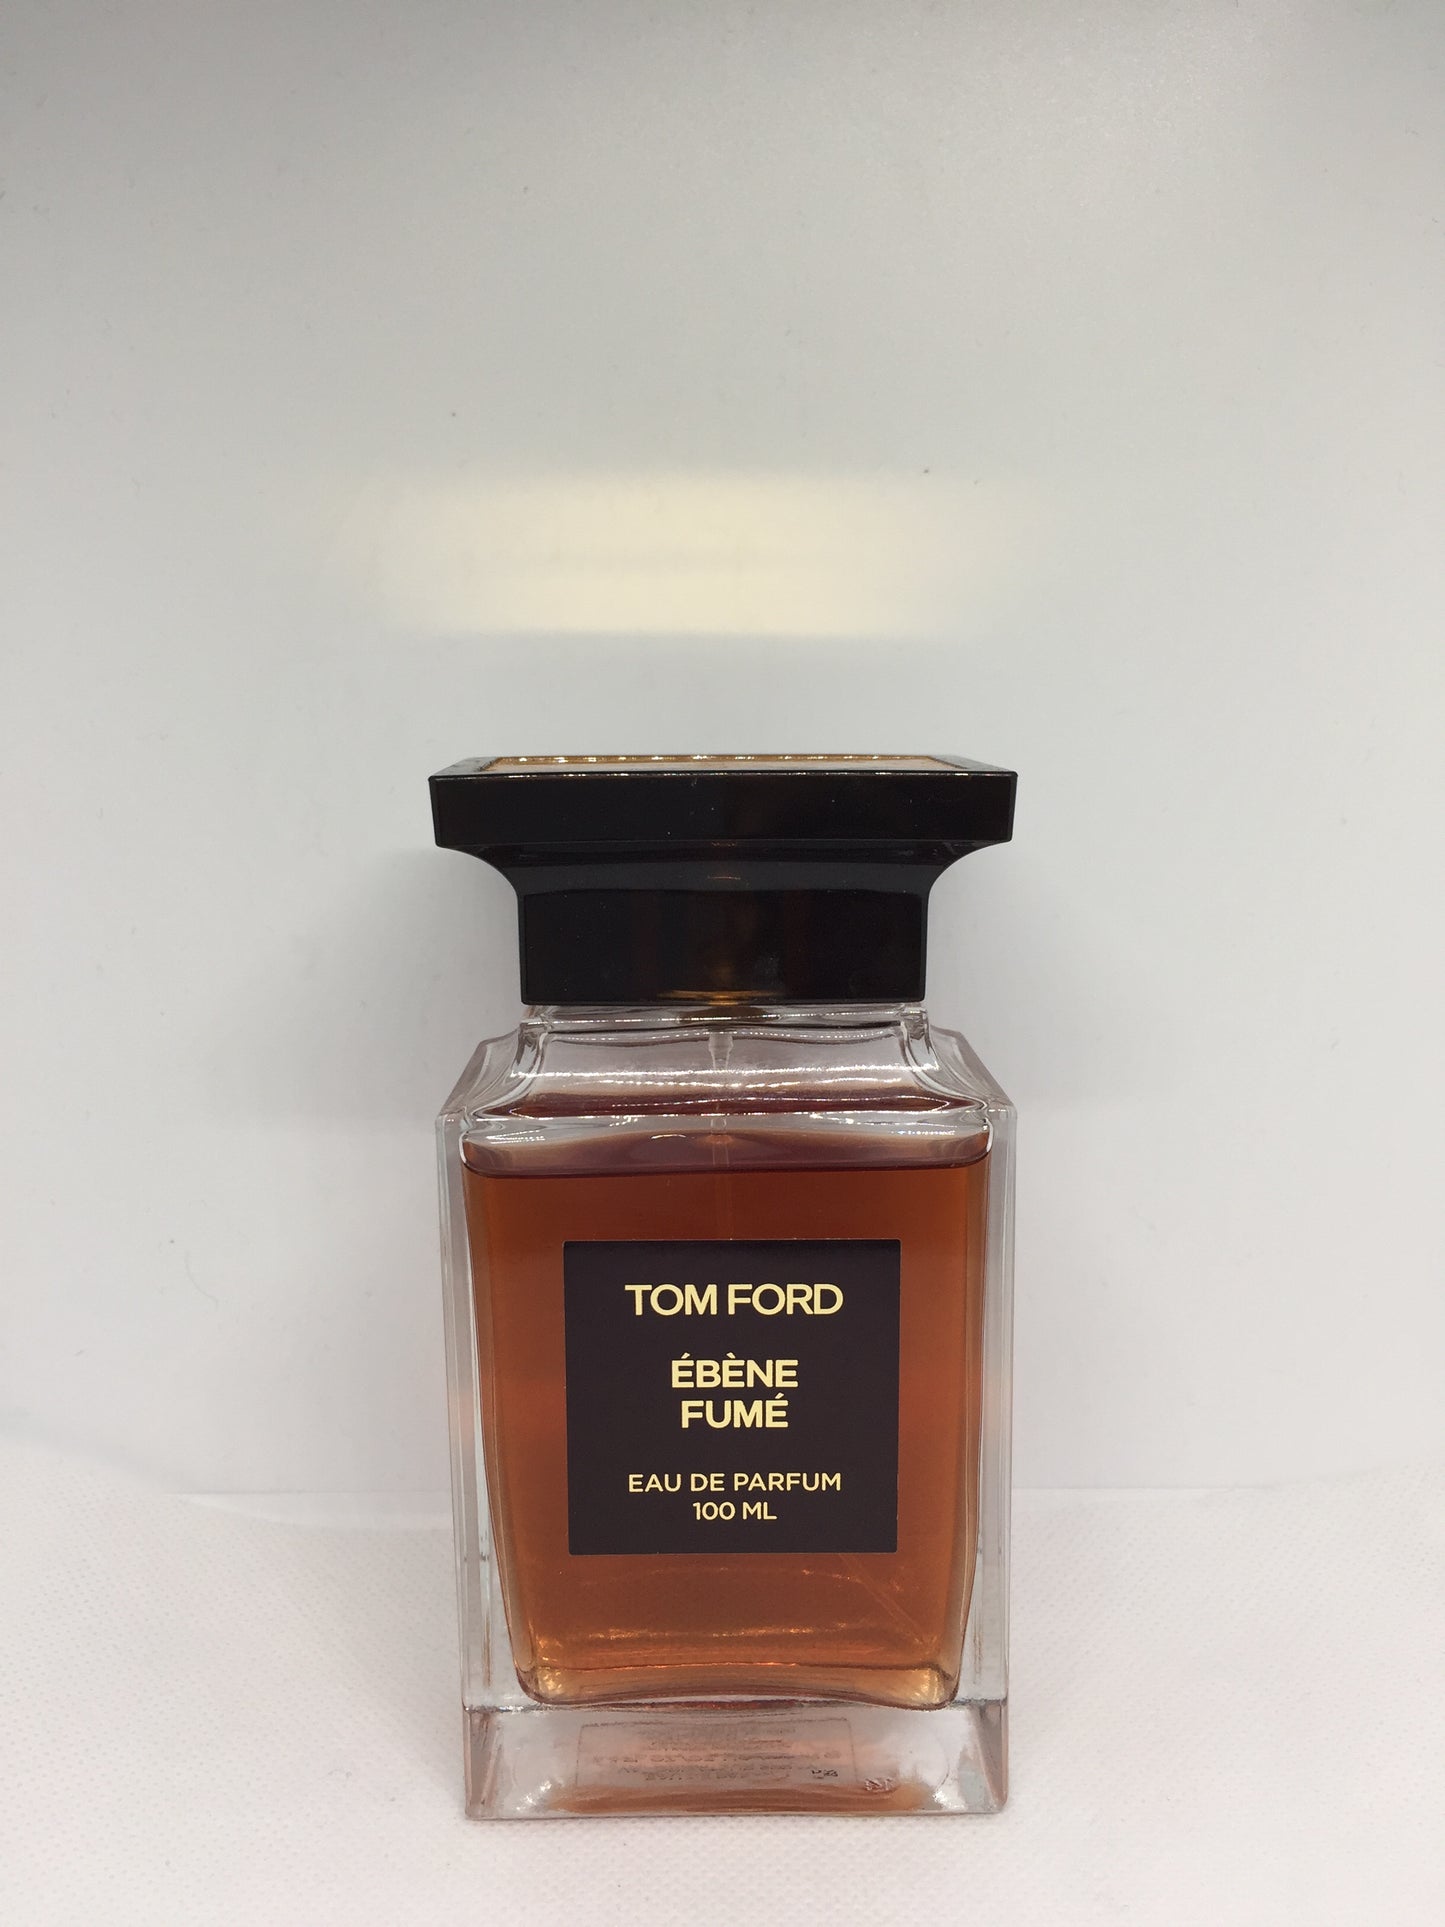 TOM FORD
ÉBÈNE
FUMÉ
EAU DE PARFUM
100 ML